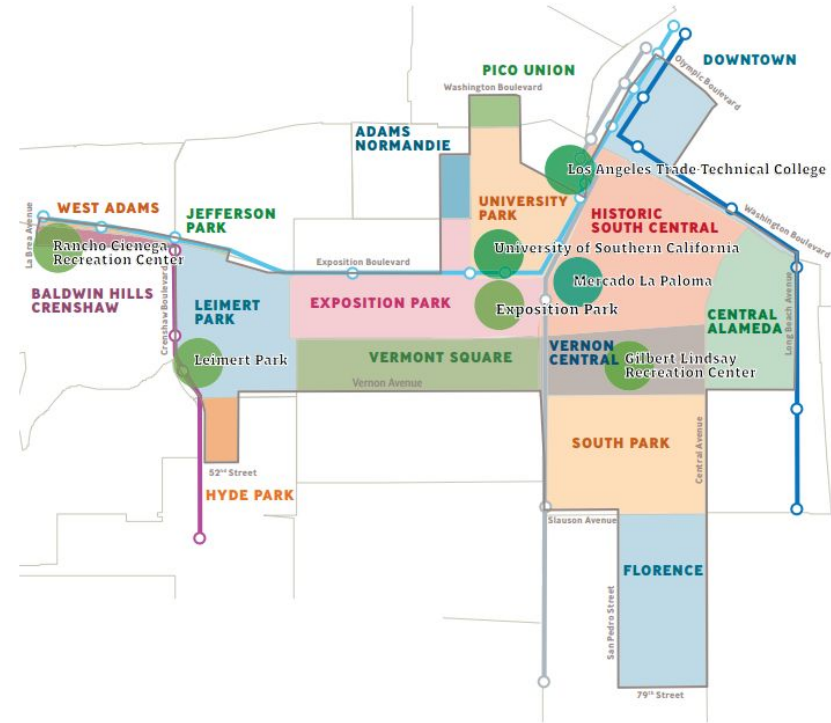 DOWNTOWN
Olympic Boulevard
PICO UNION
Washington Boulevard
ADAMS
NORMANDIE
Los Angeles Trade-Technical College
WEST ADAMS
JEFFERSON
PARK
UNIVERSITY
PARK
HISTORIC
SOUTH CENTRAL
Washington Boulevard
La Brea Avenue
Rancho Cienega
Recreation Center
University of Southern California
Exposition Boulevard
BALDWIN HILLS
CRENSHAW
Crenshaw Boulevard
LEIMERT
PARK
EXPOSITION PARK
Exposition Park
Mercado La Paloma
CENTRAL
ALAMEDA
Long Beach Avenue
Leimert Park
VERMONT SQUARE
VERNON
CENTRAL
Gilbert Lindsay
Recreation Center
Vernon Avenue
SOUTH PARK
Central Avenue
52nd Street
HYDE PARK
Slauson Avenue
FLORENCE
San Pedro Street
79th Street